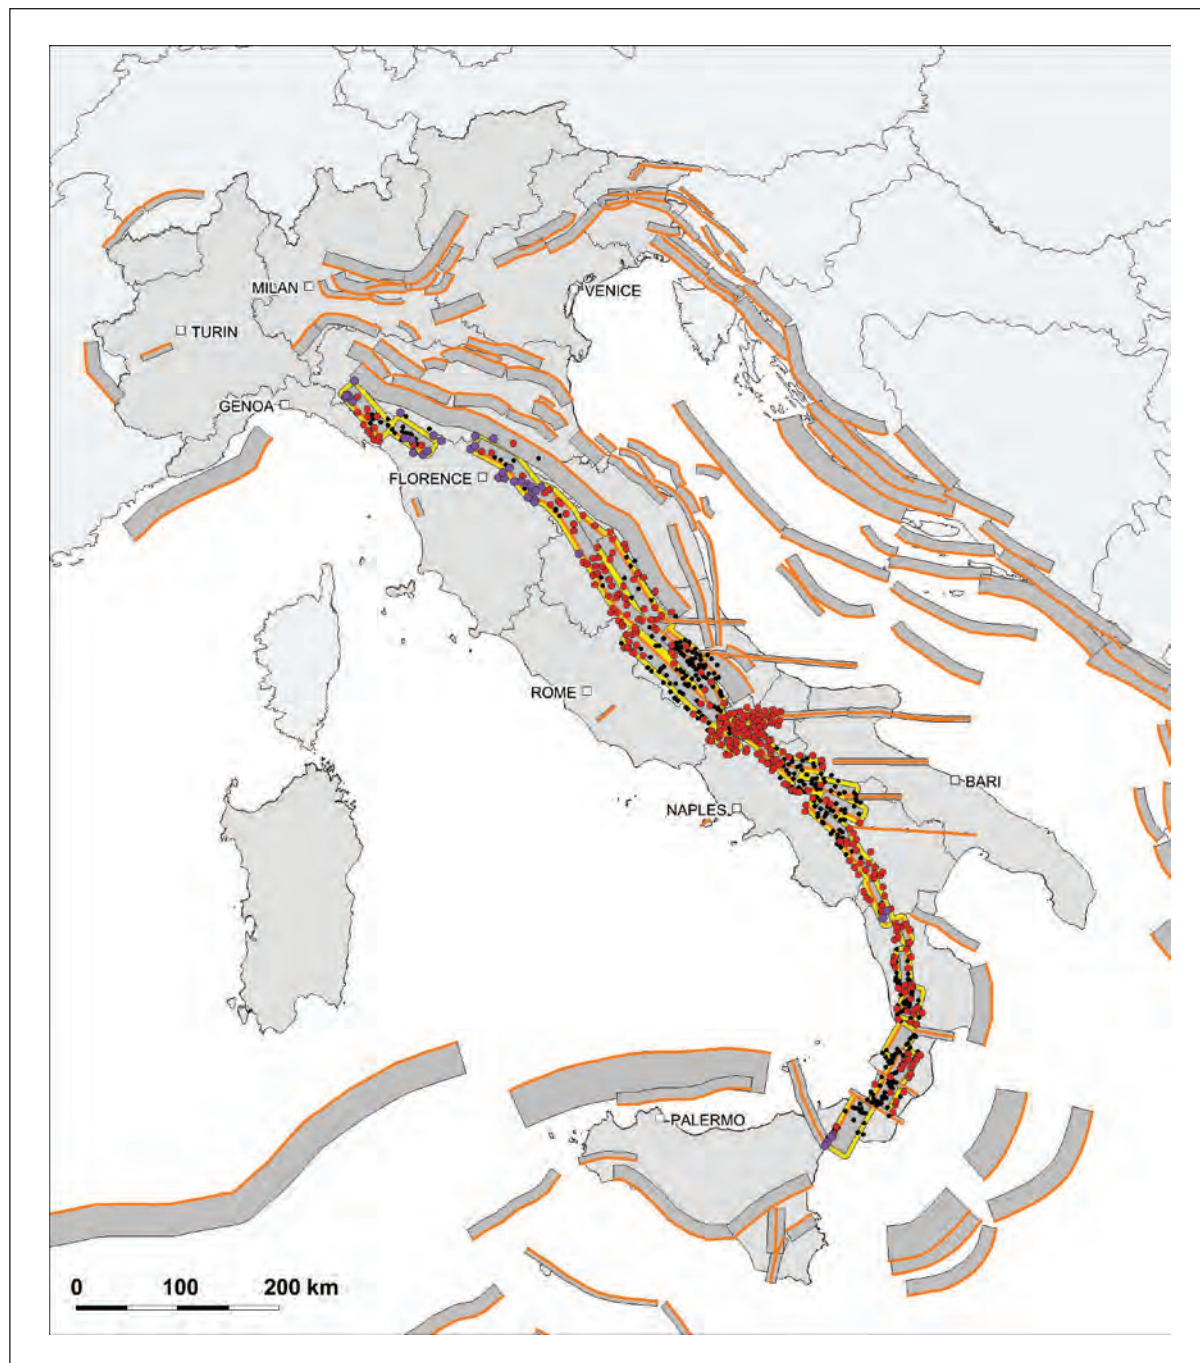 MILAN
VENICE
TURIN
GENOA
FLORENCE
ROME
BARI
NAPLES
PALERMO
0 100 200 km